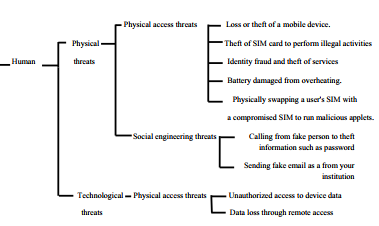 Physical access threats
Loss or theft of a mobile device.
Physical
threats
Theft of SIM card to perform illegal activities
Human
Identity fraud and theft of services
Battery damaged from overheating.
Physically swapping a user's SIM with
a compromised SIM to run malicious applets.
Social engineering threats
Calling from fake person to theft
information such as password
Sending fake email as a from your
institution
Technological
threats
Physical access threats
Unauthorized access to device data
Data loss through remote access